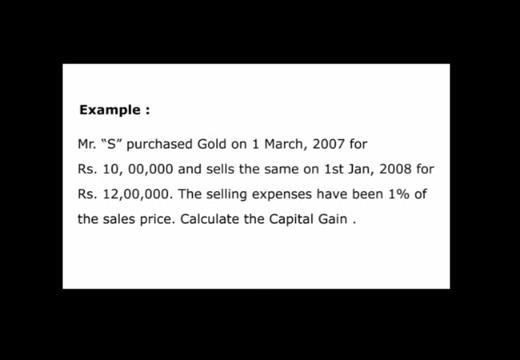 Example :
Mr. “S” purchased Gold on 1 March, 2007 for
Rs. 10, 00,000 and sells the same on 1st Jan, 2008 for
Rs. 12,00,000. The selling expenses have been 1% of
the sales price. Calculate the Capital Gain .